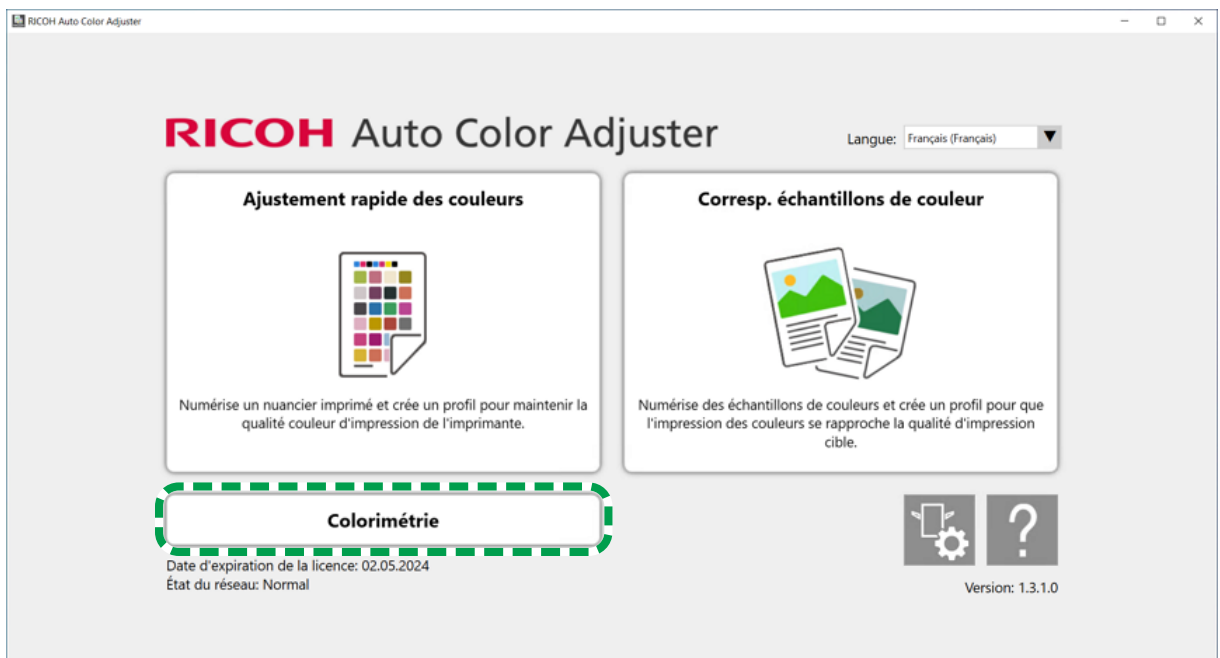 RICOH Auto Color Adjuster
RICOH Auto Color Adjuster
Langue: Français (Français)
Ajustement rapide des couleurs
Numérise un nuancier imprimé et crée un profil pour maintenir la
qualité couleur d'impression de l'imprimante.
Corresp. échantillons de couleur
Numérise des échantillons de couleurs et crée un profil pour que
l'impression des couleurs se rapproche la qualité d'impression
cible.
Colorimétrie
?
Date d'expiration de la licence: 02.05.2024
État du réseau: Normal
Version: 1.3.1.0